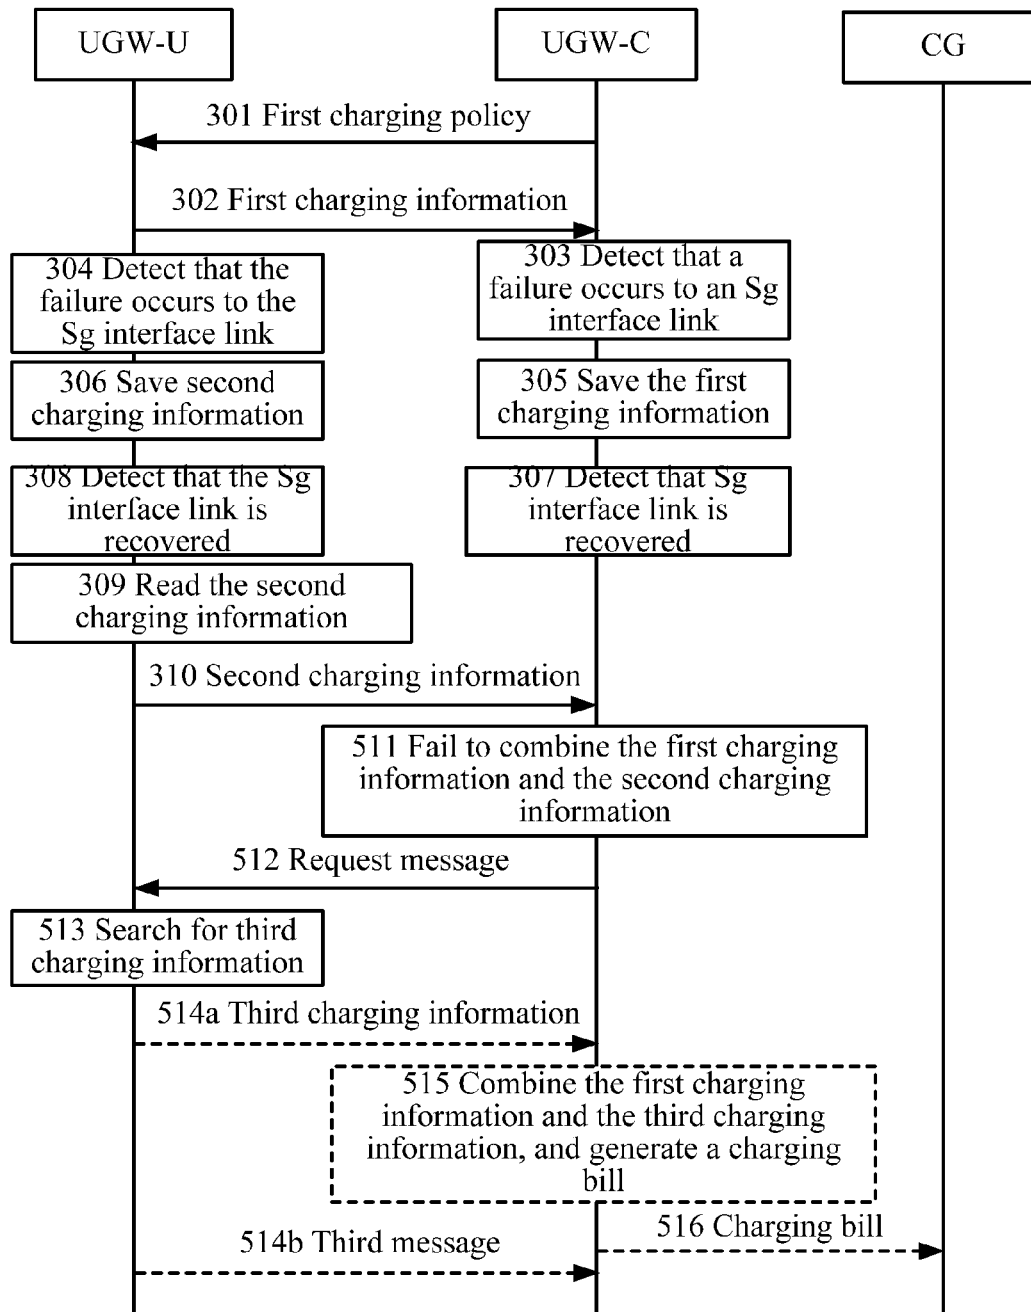 UGW-U
UGW-C
CG
301 First charging policy
302 First charging information
304 Detect that the
failure occurs to the
Sg interface link
303 Detect that a
failure occurs to an Sg
interface link
306 Save second
charging information
305 Save the first
charging information
308 Detect that the Sg
interface link is
recovered
307 Detect that Sg
interface link is
recovered
309 Read the second
charging information
310 Second charging information
511 Fail to combine the first charging
information and the second charging
information
512 Request message
513 Search for third
charging information
514a Third charging information
515 Combine the first charging
information and the third charging
information, and generate a charging
bill
514b Third message
516 Charging bill